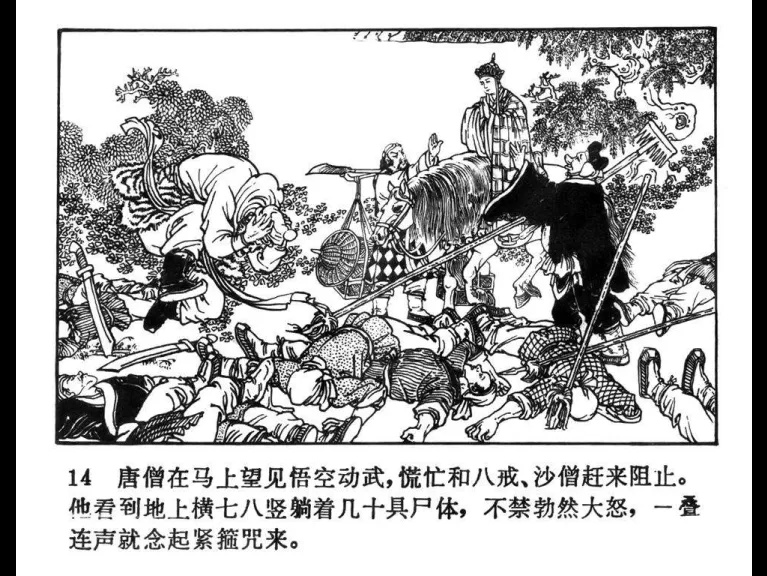 14 唐僧在马上望见悟空动武,慌忙和八戒、沙僧赶来阻止。
他看到地上横七八竖躺着几十具尸体,不禁勃然大怒,一叠
连声就念起紧箍咒来。